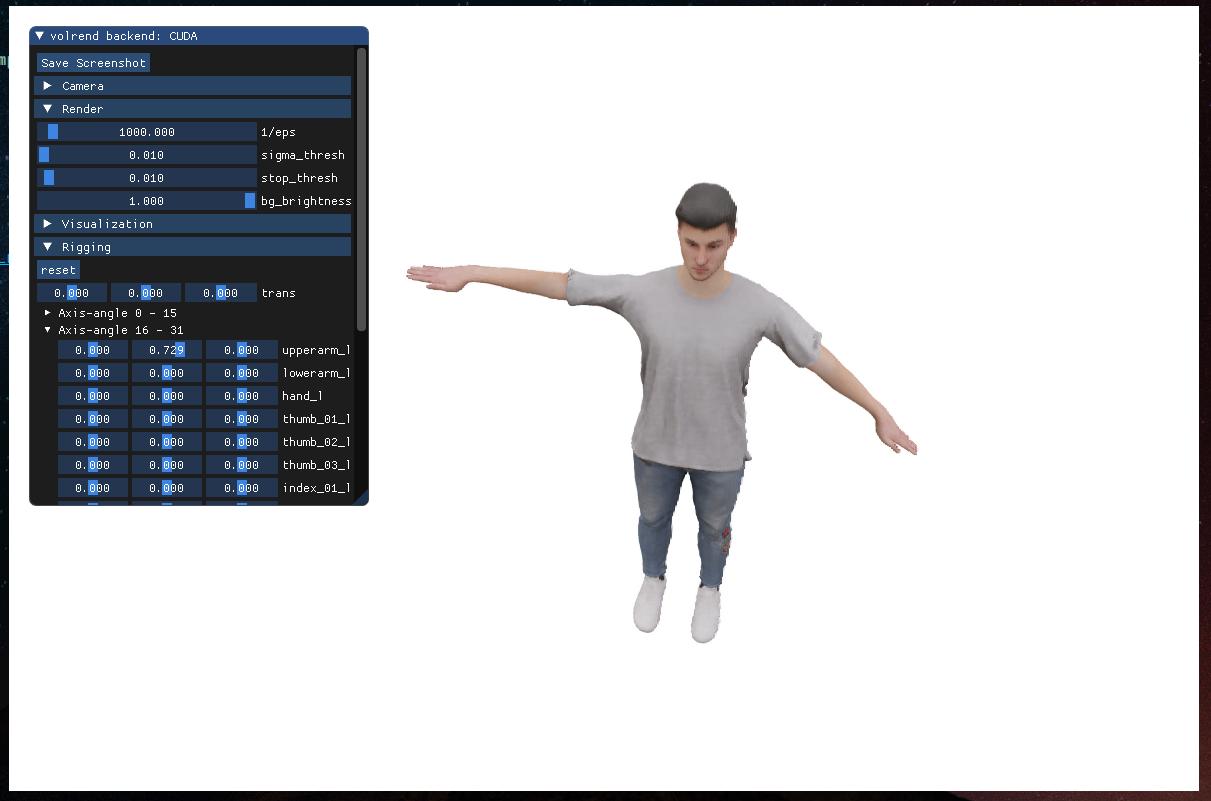 volrend backend: CUDA
Save Screenshot
Camera
Render
1000.000 1/eps
0.010 sigma_thresh
0.010 stop_thresh
1.000 bg_brightness
Visualization
Rigging
reset
0.000 0.000 0.000 trans
Axis-angle 0 - 15
Axis-angle 16 - 31
0.000 0.729 0.000 upperarm_l
0.000 0.000 0.000 lowerarm_l
0.000 0.000 0.000 hand_l
0.000 0.000 0.000 thumb_01_l
0.000 0.000 0.000 thumb_02_l
0.000 0.000 0.000 thumb_03_l
0.000 0.000 0.000 index_01_l